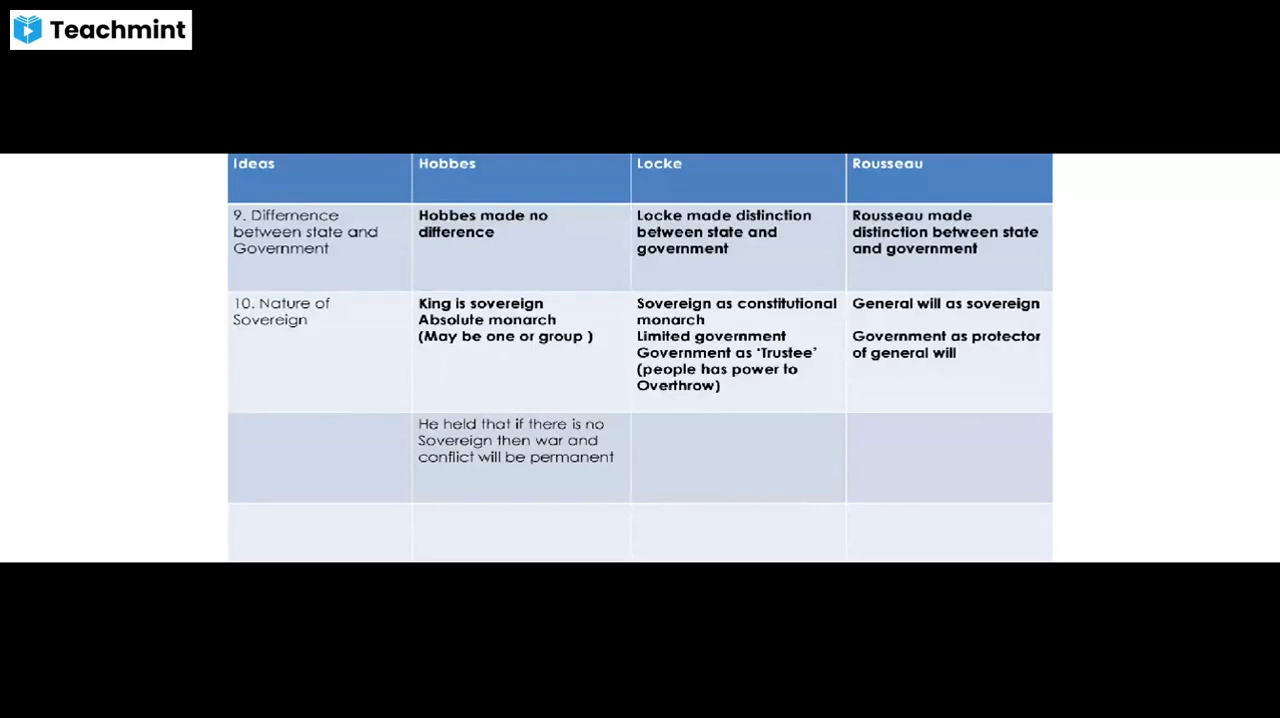 Teachmint
Ideas
Hobbes
Locke
Rousseau
9. Differnence
between state and
Government
Hobbes made no
difference
Locke made distinction
between state and
government
Rousseau made
distinction between state
and government
10. Nature of
Sovereign
King is sovereign
Absolute monarch
(May be one or group )
Sovereign as constitutional
monarch
Limited government
Government as ‘Trustee’
(people has power to
Overthrow)
General will as sovereign
Government as protector
of general will
He held that if there is no
Sovereign then war and
conflict will be permanent